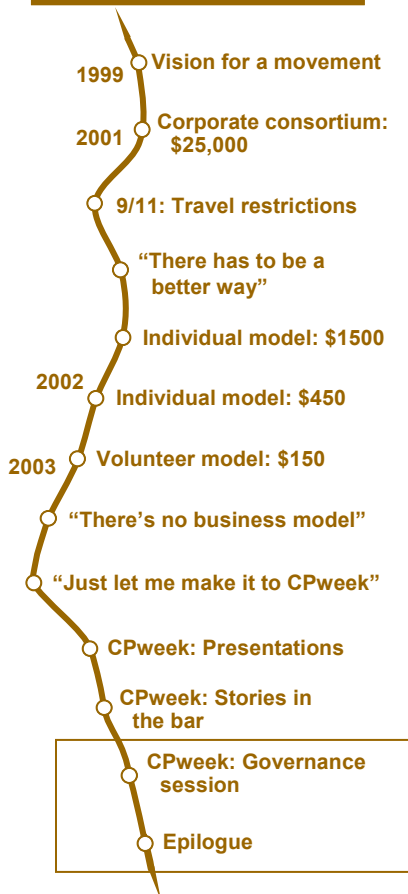 1999
Vision for a movement
2001
Corporate consortium:
$25,000
9/11: Travel restrictions
“There has to be a
better way”
Individual model: $1500
2002
Individual model: $450
2003
Volunteer model: $150
“There’s no business model”
“Just let me make it to CPweek”
CPweek: Presentations
CPweek: Stories in
the bar
CPweek: Governance
session
Epilogue